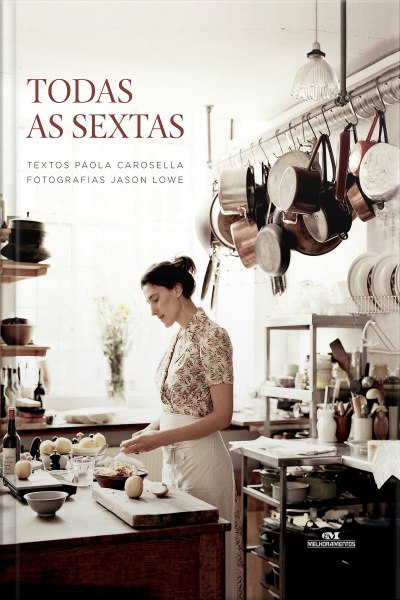 TODAS
AS SEXTAS
TEXTOS PAOLA CAROSELLA
FOTOGRAFIAS JASON LOWE
MELHORAMENTOS